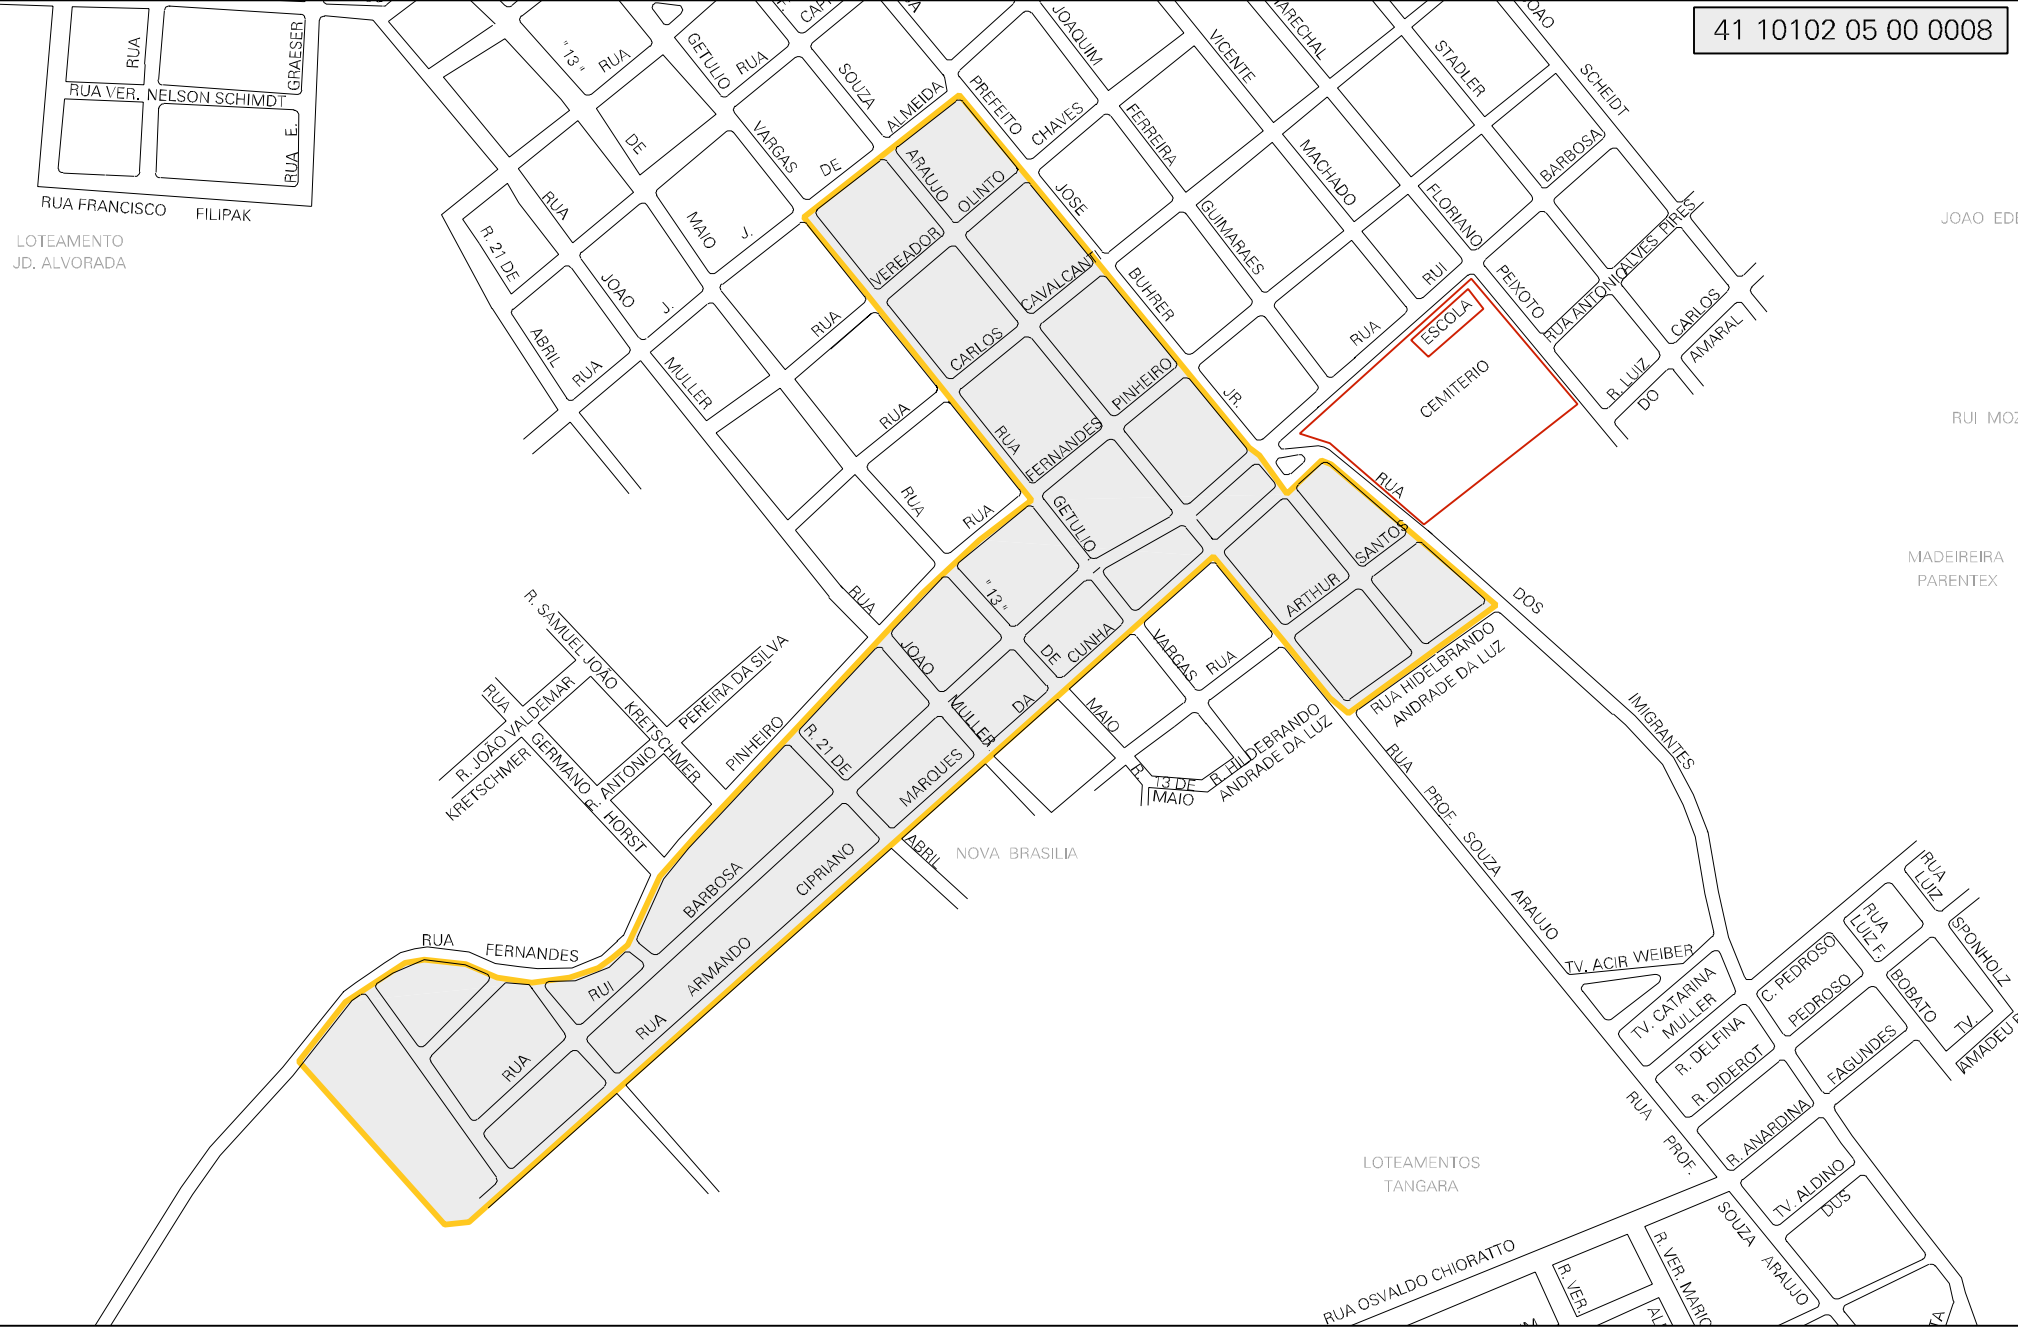 41 10102 05 00 0008
RUA
GRAESER
RUA VER. NELSON SCHIMDT
RUA E.
RUA FRANCISCO FILIPAK
LOTEAMENTO
JD. ALVORADA
" 13 "
RUA
GETULIO
RUA
SOUZA
ALMEIDA
PREFEITO
JOAQUIM
CHAVES
VICENTE
STADLER
SCHEIDT
DE
VARGAS
DE
ARAUJO
OLINTO
JOSE
FERREIRA
MACHADO
BARBOSA
RUA
R. 21 DE
MAIO
J.
VEREADOR
CAVALCANTI
GUIMARAES
FLORIANO
RUA ANTONIO ALVES PIRES
JOAO
J.
RUA
CARLOS
BUHRER
RUI
PEIXOTO
CARLOS
AMARAL
ABRIL
RUA
MULLER
RUA
PINHEIRO
JR.
RUA
ESCOLA
CEMITERIO
R. LUIZ
DO
RUA
FERNANDES
RUA
RUA
RUA
GETULIO
RUA
SANTOS
ARTHUR
DOS
MADEIREIRA
PARENTEX
RUA
" 13 "
JOAO
DE
CUNHA
VARGAS
RUA
RUA HIDELBRANDO
ANDRADE DA LUZ
R. SAMUEL JOÃO
KRETSCHMER
PEREIRA DA SILVA
RUA
R. JOÃO VALDEMAR
KRETSCHMER
GERMANO
R. ANTONIO
HORST
PINHEIRO
R. 21 DE
MULLER
DA
MAIO
MARQUES
R.
13 DE
MAIO
R. HILDEBRANDO
ANDRADE DA LUZ
IMIGRANTES
RUA
PROF.
SOUZA
ARAUJO
ABRIL
NOVA BRASILIA
CIPRIANO
BARBOSA
ARMANDO
RUA
FERNANDES
RUI
RUA
RUA
TV. ACIR WEIBER
TV. CATARINA
MULLER
C. PEDROSO
PEDROSO
RUA
LUIZ F.
BOBATO
RUA
LUIZ
SPONHOLZ
TV.
R. DELFINA
R. DIDEROT
FAGUNDES
R. ANARDINA
TV. ALDINO
DUS
RUA
PROF.
SOUZA
ARAUJO
LOTEAMENTOS
TANGARA
RUA OSVALDO CHIORATTO
R. VER.
R. VER. MARIO